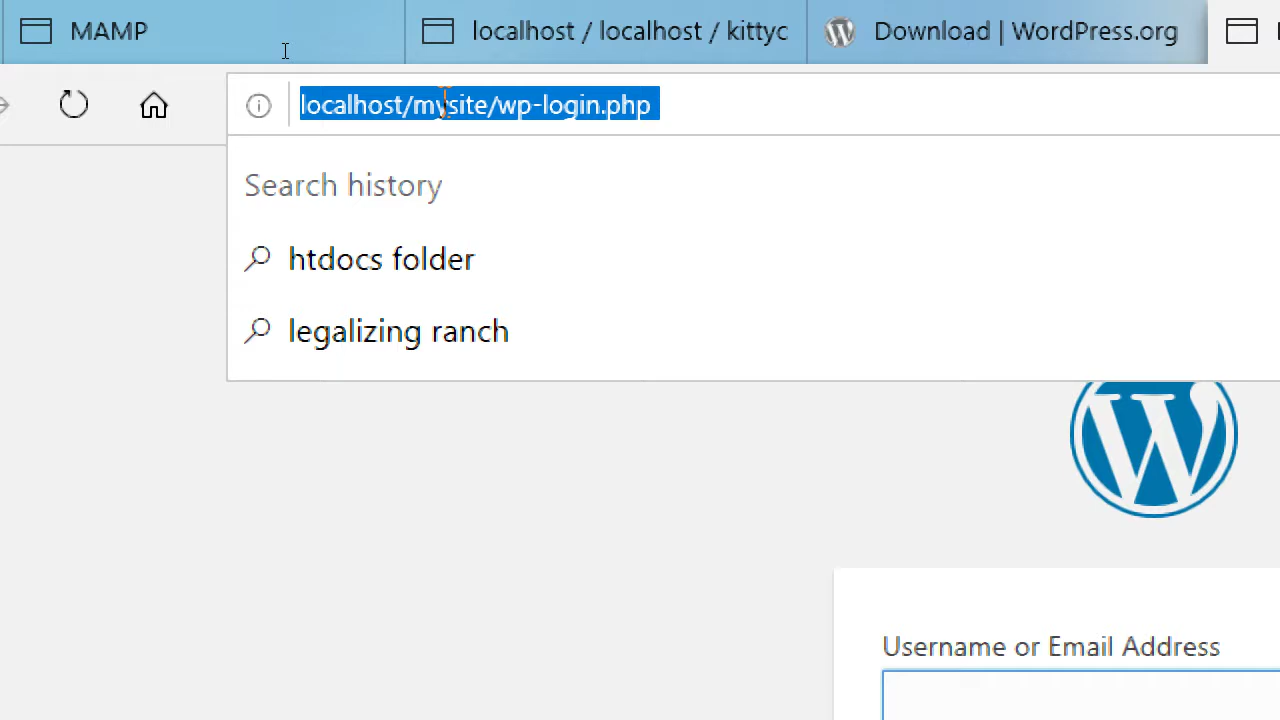 MAMP
localhost / localhost / kittyc
Download | WordPress.org
localhost/mysite/wp-login.php
Search history
htdocs folder
legalizing ranch
Username or Email Address